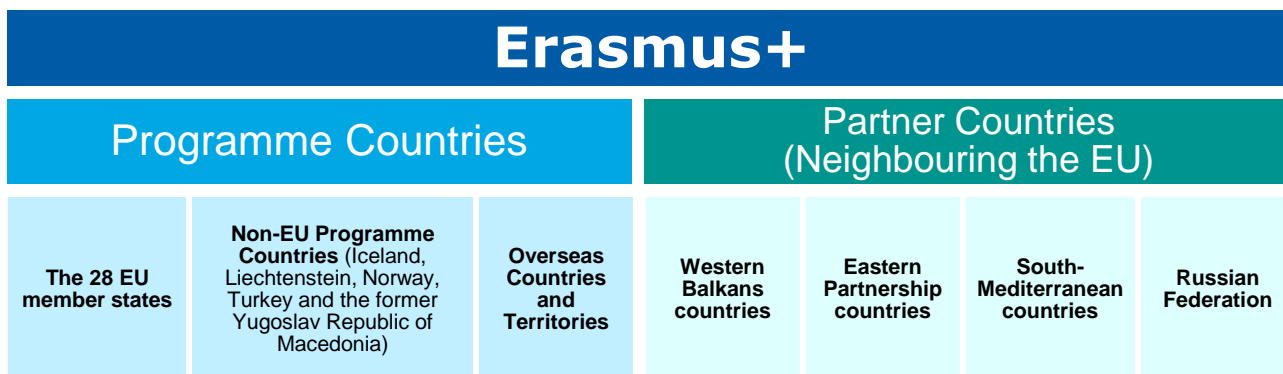 Erasmus+
Programme Countries
Partner Countries
(Neighbouring the EU)
The 28 EU
member states
Non-EU Programme
Countries (Iceland,
Liechtenstein, Norway,
Turkey and the former
Yugoslav Republic of
Macedonia)
Overseas
Countries
and
Territories
Western
Balkans
countries
Eastern
Partnership
countries
South-
Mediterranean
countries
Russian
Federation